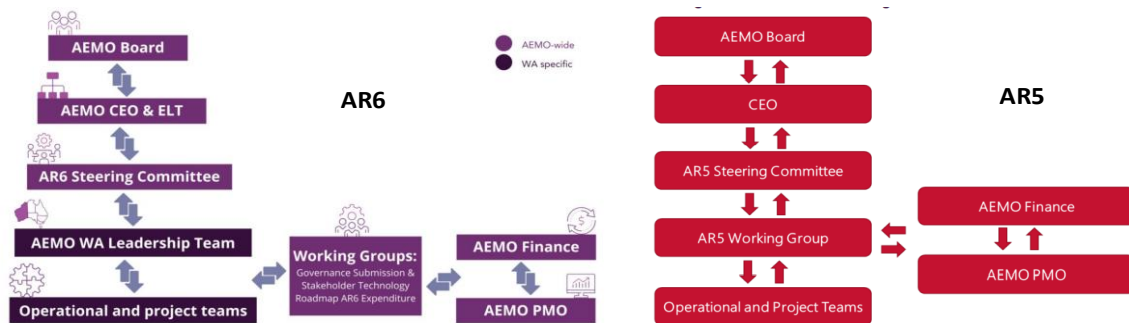 AEMO Board
AEMO-wide
WA specific
AEMO CEO & ELT
AR6
AR6 Steering Committee
AEMO WA Leadership Team
Working Groups:
Governance Submission &
Stakeholder Technology
Roadmap AR6 Expenditure
AEMO Finance
Operational and project teams
AEMO PMO
AEMO Board
CEO
AR5
AR5 Steering Committee
AR5 Working Group
AEMO Finance
AEMO PMO
Operational and Project Teams